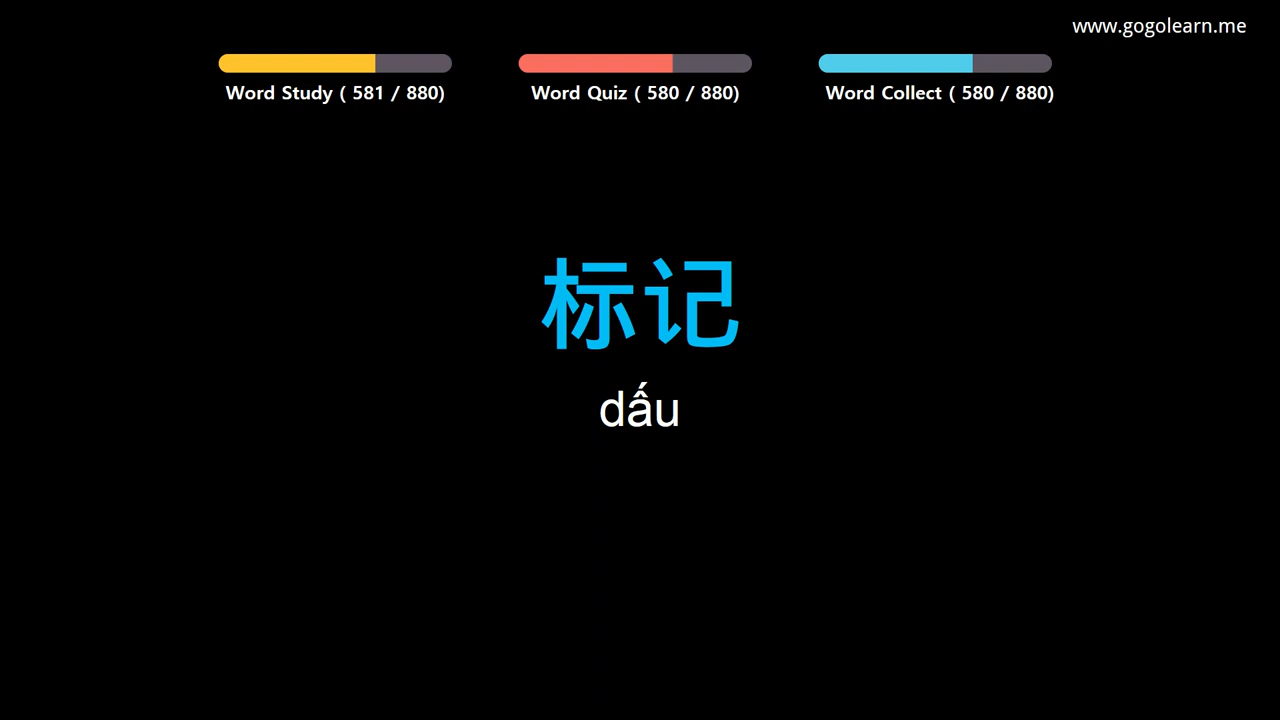 www.gogolearn.me
Word Study ( 581 / 880)
Word Quiz ( 580 / 880)
Word Collect ( 580 / 880)
标记
dấu